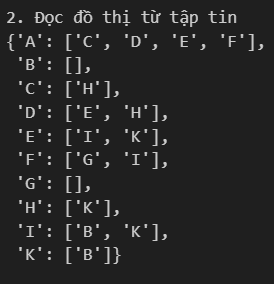 2. Đọc đồ thị từ tập tin
{'A': ['C', 'D', 'E', 'F'],
 'B': [],
 'C': ['H'],
 'D': ['E', 'H'],
 'E': ['I', 'K'],
 'F': ['G', 'I'],
 'G': [],
 'H': ['K'],
 'I': ['B', 'K'],
 'K': ['B']}